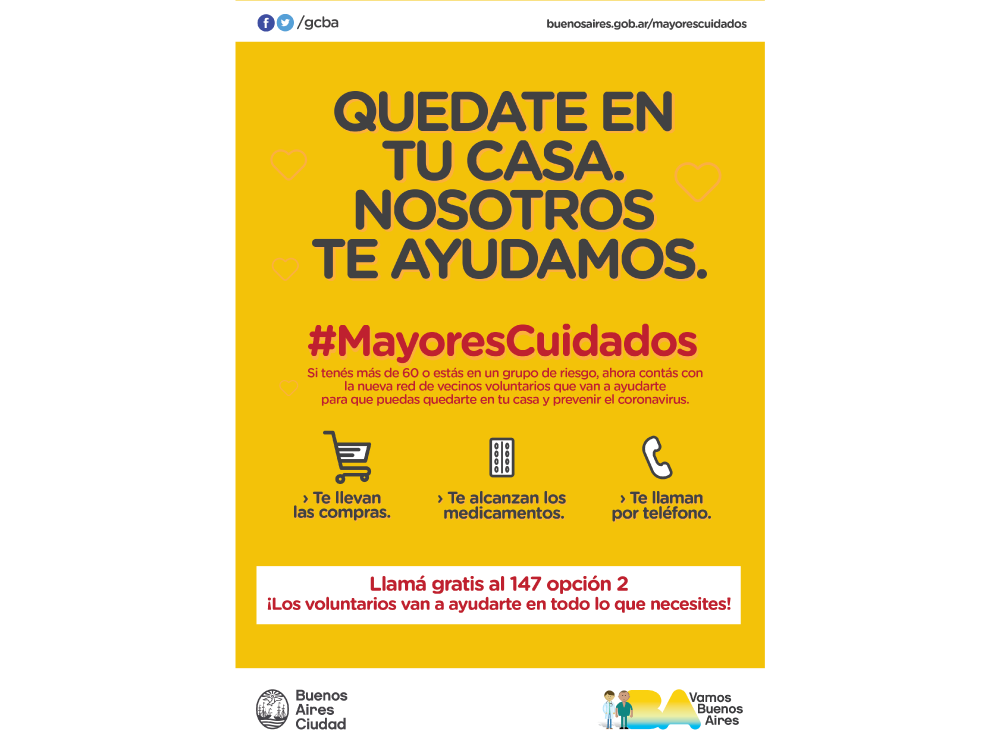 /gcba
buenosaires.gob.ar/mayorescuidados
QUEDATE EN
TU CASA.
NOSOTROS
TE AYUDAMOS.
#MayoresCuidados
Si tenés más de 60 o estás en un grupo de riesgo, ahora contás con
la nueva red de vecinos voluntarios que van a ayudarte
para que puedas quedarte en tu casa y prevenir el coronavirus.
› Te llevan
las compras.
› Te alcanzan los
medicamentos.
› Te llaman
por teléfono.
Llamá gratis al 147 opción 2
¡Los voluntarios van a ayudarte en todo lo que necesites!
Buenos
Aires
Ciudad
BA
Vamos
Buenos
Aires